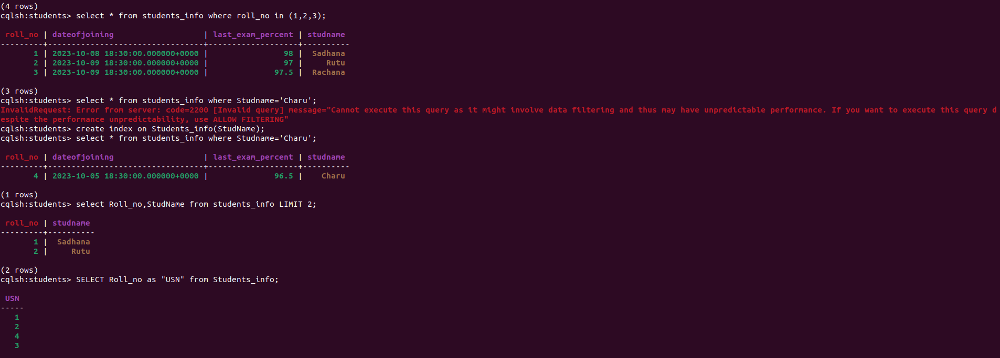 (4 rows)
cqlsh:students> select * from students_info where roll_no in (1,2,3);
 roll_no | dateofjoining                   | last_exam_percent | studname
---------+---------------------------------+-------------------+----------
       1 | 2023-10-08 18:30:00.000000+0000 |                98 |  Sadhana
       2 | 2023-10-09 18:30:00.000000+0000 |                97 |     Rutu
       3 | 2023-10-09 18:30:00.000000+0000 |              97.5 |  Rachana
(3 rows)
cqlsh:students> select * from students_info where Studname='Charu';
InvalidRequest: Error from server: code=2200 [Invalid query] message="Cannot execute this query as it might involve data filtering and thus may have unpredictable performance. If you want to execute this query d
espite the performance unpredictability, use ALLOW FILTERING"
cqlsh:students> create index on Students_info(StudName);
cqlsh:students> select * from students_info where Studname='Charu';
 roll_no | dateofjoining                   | last_exam_percent | studname
---------+---------------------------------+-------------------+----------
       4 | 2023-10-05 18:30:00.000000+0000 |              96.5 |    Charu
(1 rows)
cqlsh:students> select Roll_no,StudName from students_info LIMIT 2;
 roll_no | studname
---------+----------
       1 |  Sadhana
       2 |     Rutu
(2 rows)
cqlsh:students> SELECT Roll_no as "USN" from Students_info;
 USN
-----
   1
   2
   4
   3